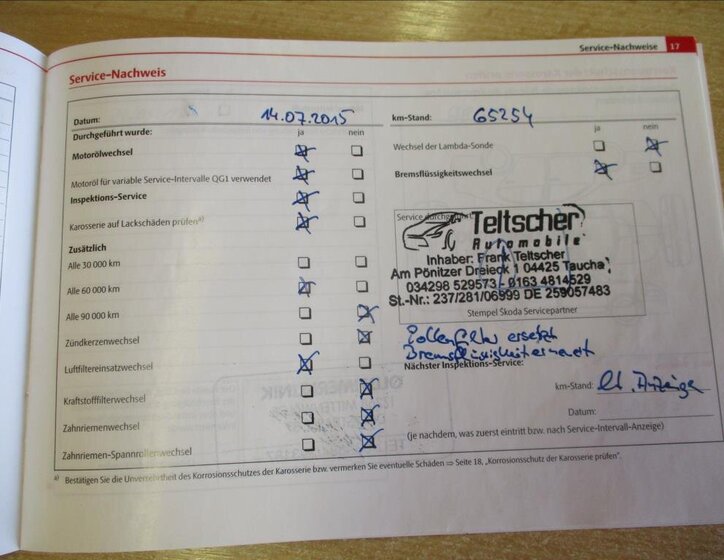 Service-Nachweise 17
Service-Nachweis
Datum: 14.07.2015
Durchgeführt wurde: ja nein
Motorölwechsel
Motoröl für variable Service-Intervalle QG1 verwendet
Inspektions-Service
Karosserie auf Lackschäden prüfen a)
Zusätzlich
Alle 30 000 km
Alle 60 000 km
Alle 90 000 km
Zündkerzenwechsel
Luftfiltereinsatzwechsel
Kraftstofffilterwechsel
Zahnriemenwechsel
Zahnriemen-Spannrollenwechsel
km-Stand: 65254
ja nein
Wechsel der Lambda-Sonde
Bremsflüssigkeitswechsel
Service durchgeführt
Teltscher
Automobile
Inhaber: Frank Teltscher
Am Pönitzer Dreieck 1 04425 Taucha
034298 529573 - 0163 4814529
St.-Nr.: 237/281/06999 DE 259057483
Stempel Skoda Servicepartner
Pollenfilter ersetzt
Bremsflüssigkeit erneuert
Nächster Inspektions-Service:
km-Stand: lt. Anzeige
Datum:
(je nachdem, was zuerst eintritt bzw. nach Service-Intervall-Anzeige)
a) Bestätigen Sie die Unversehrtheit des Korrosionsschutzes der Karosserie bzw. vermerken Sie eventuelle Schäden ⇒ Seite 18, „Korrosionsschutz der Karosserie prüfen".